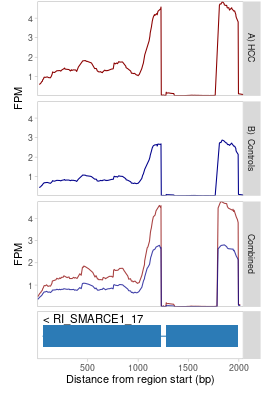 4
3
2
1
A) HCC
FPM
4
3
2
1
B) Controls
4
3
2
1
FPM
Combined
< RI_SMARCE1_17
500 1000 1500 2000
Distance from region start (bp)